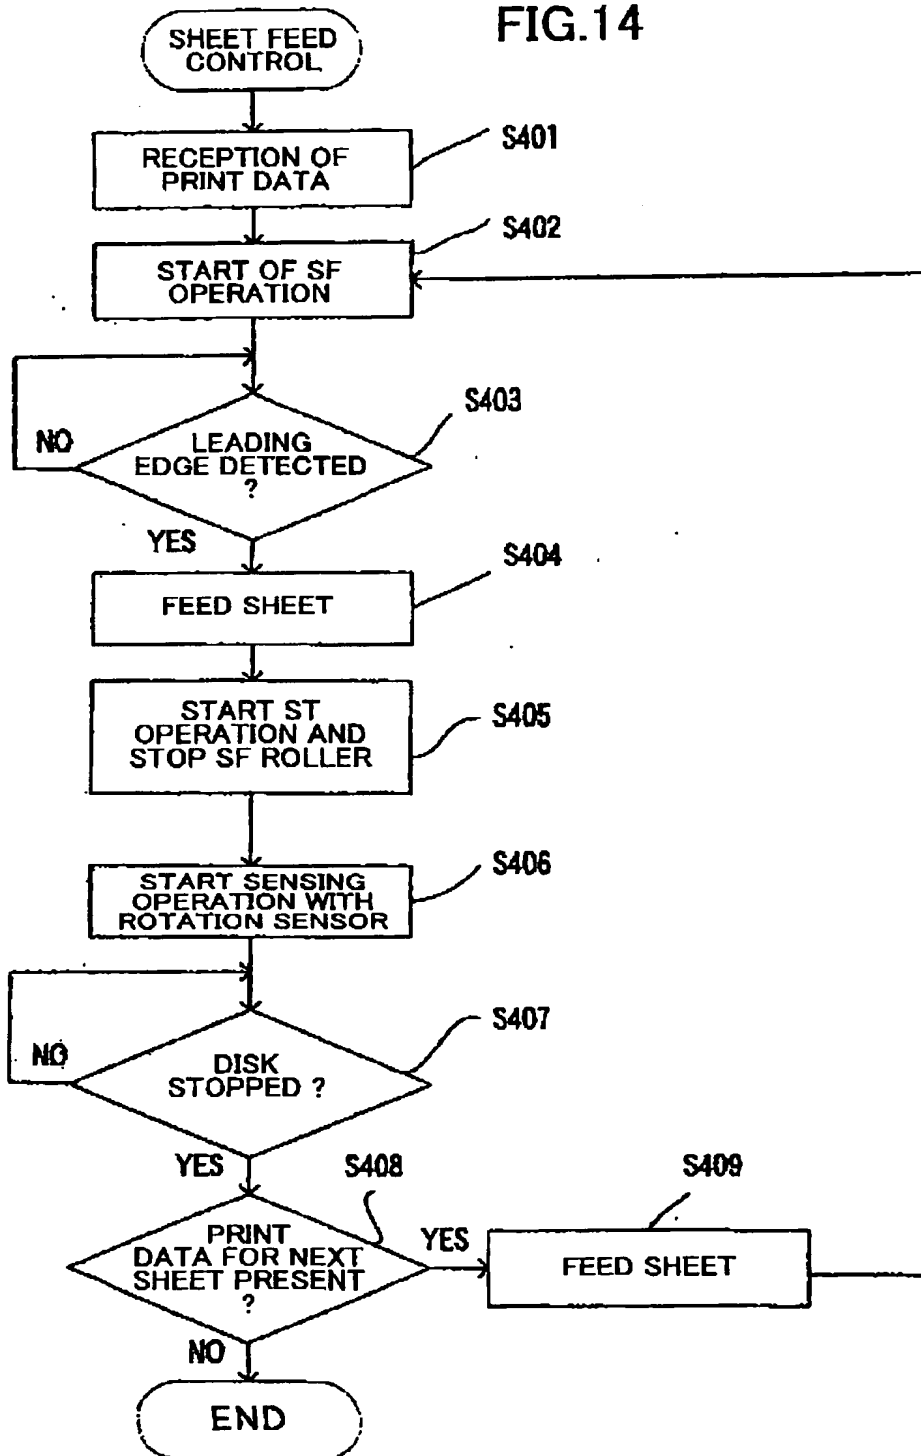 FIG.14
SHEET FEED
CONTROL
S401
RECEPTION OF
PRINT DATA
S402
START OF SF
OPERATION
S403
NO
LEADING
EDGE DETECTED
?
YES
S404
FEED SHEET
START ST
OPERATION AND
STOP SF ROLLER
S405
S406
START SENSING
OPERATION WITH
ROTATION SENSOR
S407
NO
DISK
STOPPED ?
YES
S408
S409
PRINT
DATA FOR NEXT
SHEET PRESENT
?
YES
FEED SHEET
NO
END